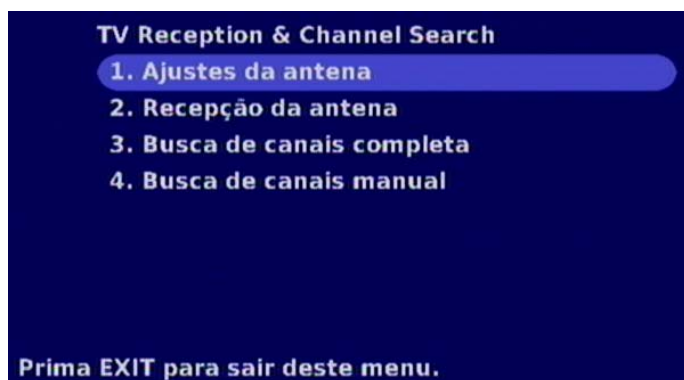 TV Reception & Channel Search
1. Ajustes da antena
2. Recepção da antena
3. Busca de canais completa
4. Busca de canais manual
Prima EXIT para sair deste menu.